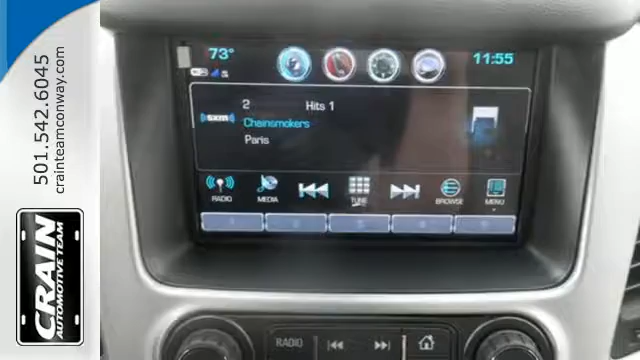 501.542.6045
crainteamconway.com
CRAIN
AUTOMOTIVE TEAM
73°
11:55
2 Hits 1
((sxm))
Chainsmokers
Paris
RADIO MEDIA TUNE BROWSE MENU
RADIO